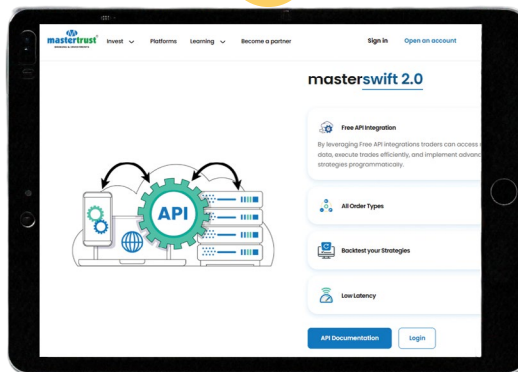 mastertrust
Invest
Platforms
Learning
Become a partner
Sign in
Open an account
masterswift 2.0
Free API Integration
By leveraging Free API integrations traders can access
data, execute trades efficiently, and implement advanc
strategies programmatically.
API
All Order Types
Backtest your Strategies
Low Latency
API Documentation
Login